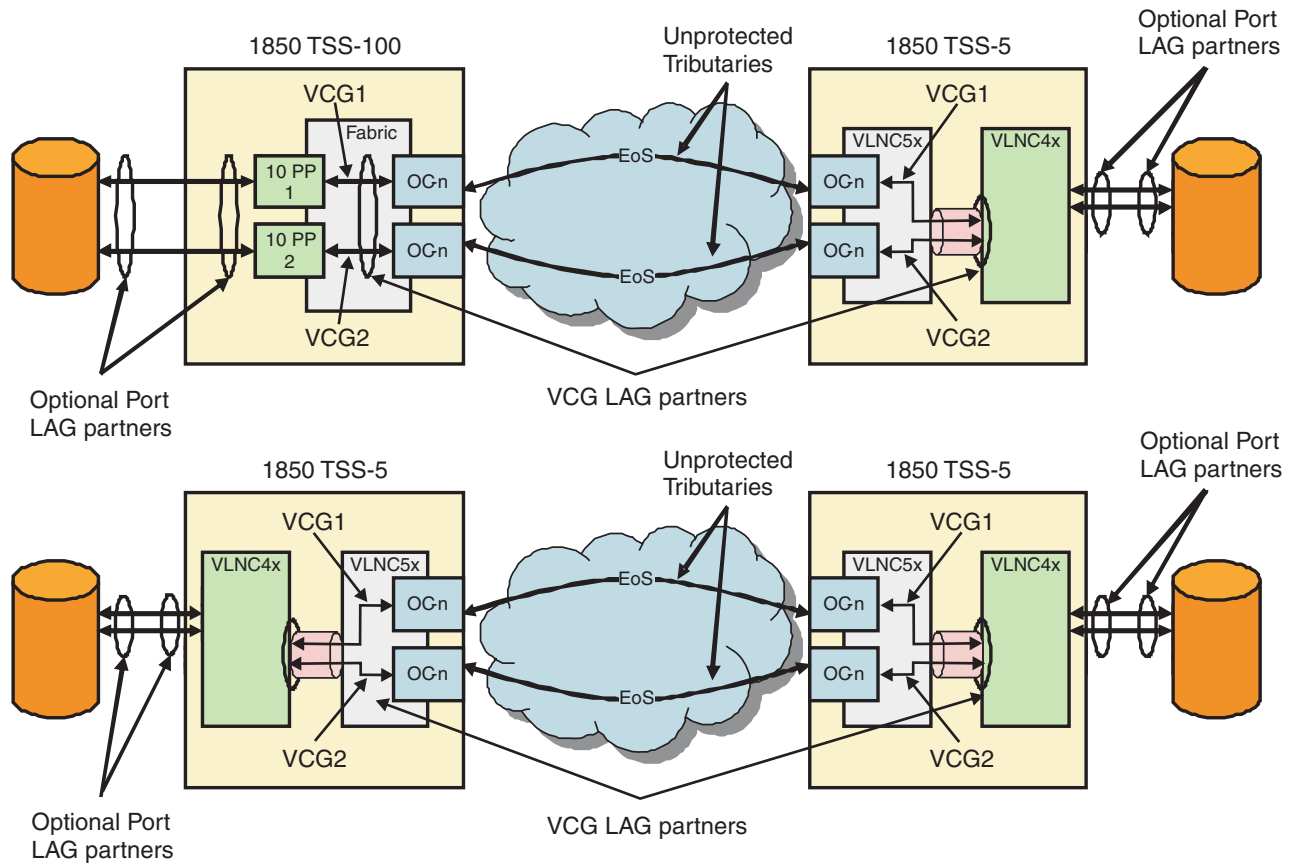 Optional Port
LAG partners
1850 TSS-100
Unprotected
Tributaries
1850 TSS-5
VCG1
VCG1
Fabric
VLNC5x
VLNC4x
EoS
10 PP
1
OC-n
OC-n
10 PP
2
OC-n
OC-n
EoS
VCG2
VCG2
Optional Port
LAG partners
VCG LAG partners
1850 TSS-5
Unprotected
Tributaries
1850 TSS-5
Optional Port
LAG partners
VCG1
VCG1
VLNC4x
VLNC5x
VLNC5x
VLNC4x
EoS
OC-n
OC-n
OC-n
OC-n
EoS
VCG2
VCG2
Optional Port
LAG partners
VCG LAG partners